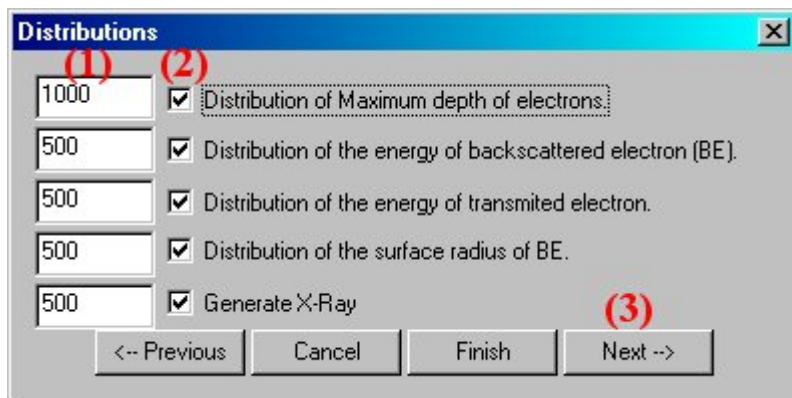 Distributions
(1) (2)
1000 Distribution of Maximum depth of electrons.
500 Distribution of the energy of backscattered electron (BE).
500 Distribution of the energy of transmited electron.
500 Distribution of the surface radius of BE.
500 Generate X-Ray
(3)
<-- Previous Cancel Finish Next -->